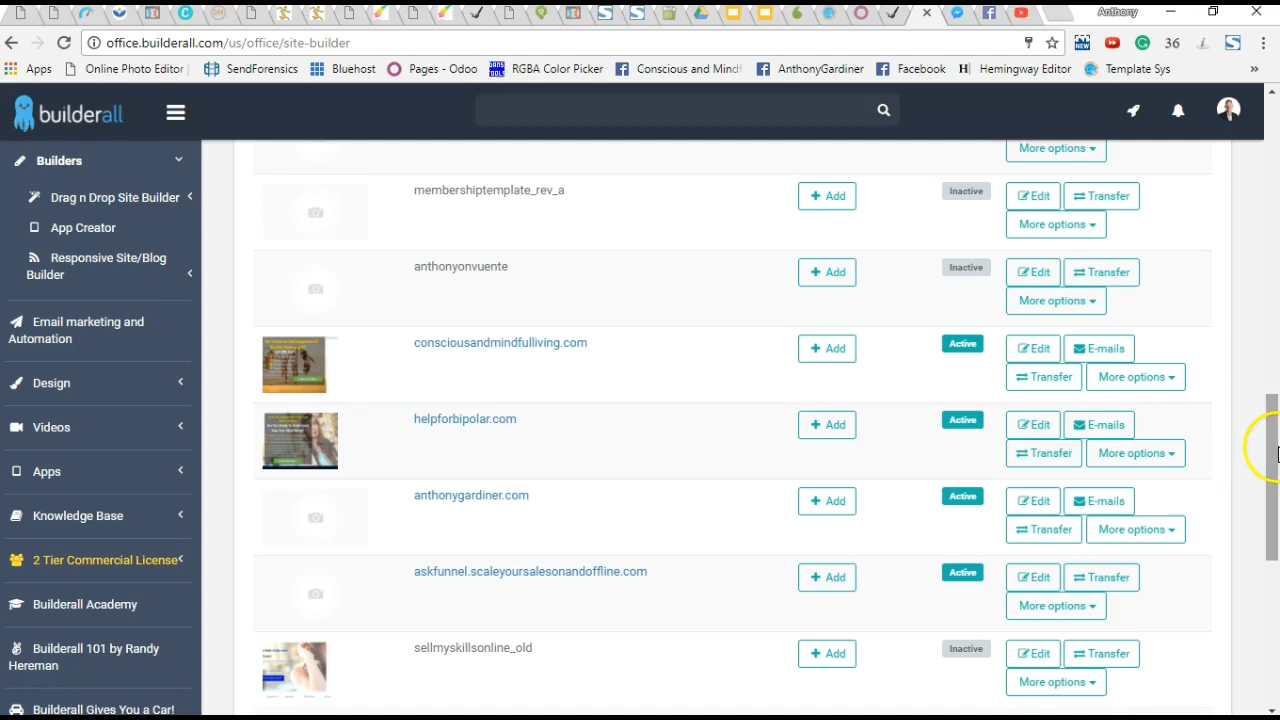 Anthony
office.builderall.com/us/office/site-builder
36
Apps Online Photo Editor SendForensics Bluehost Pages - Odoo RGBA Color Picker Conscious and Mindf AnthonyGardiner Facebook Hemingway Editor Template Sys
builderall
Builders
Drag n Drop Site Builder
App Creator
Responsive Site/Blog
Builder
Email marketing and
Automation
Design
Videos
Apps
Knowledge Base
2 Tier Commercial License
Builderall Academy
Builderall 101 by Randy
Hereman
Builderall Gives You a Car!
More options
membershiptemplate_rev_a + Add Inactive Edit Transfer
More options
anthonyonvuente + Add Inactive Edit Transfer
More options
consciousandmindfulliving.com + Add Active Edit E-mails
Transfer More options
helpforbipolar.com + Add Active Edit E-mails
Transfer More options
anthonygardiner.com + Add Active Edit E-mails
Transfer More options
askfunnel.scaleyoursalesonandoffline.com + Add Active Edit Transfer
More options
sellmyskillsonline_old + Add Inactive Edit Transfer
More options